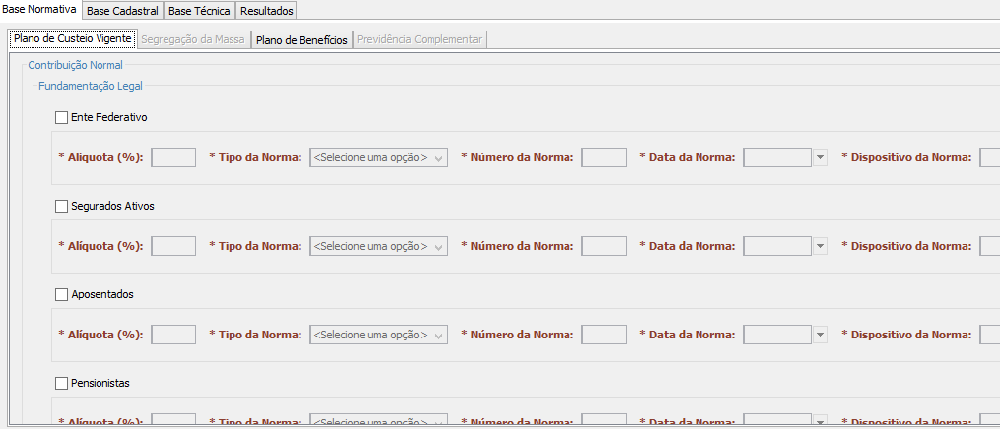 Base Normativa Base Cadastral Base Técnica Resultados
Plano de Custeio Vigente Segregação da Massa Plano de Benefícios Previdência Complementar
Contribuição Normal
Fundamentação Legal
Ente Federativo
* Alíquota (%): * Tipo da Norma: <Selecione uma opção> * Número da Norma: * Data da Norma: * Dispositivo da Norma:
Segurados Ativos
* Alíquota (%): * Tipo da Norma: <Selecione uma opção> * Número da Norma: * Data da Norma: * Dispositivo da Norma:
Aposentados
* Alíquota (%): * Tipo da Norma: <Selecione uma opção> * Número da Norma: * Data da Norma: * Dispositivo da Norma:
Pensionistas
* Alíquota (%): * Tipo da Norma: <Selecione uma opção> * Número da Norma: * Data da Norma: * Dispositivo da Norma: